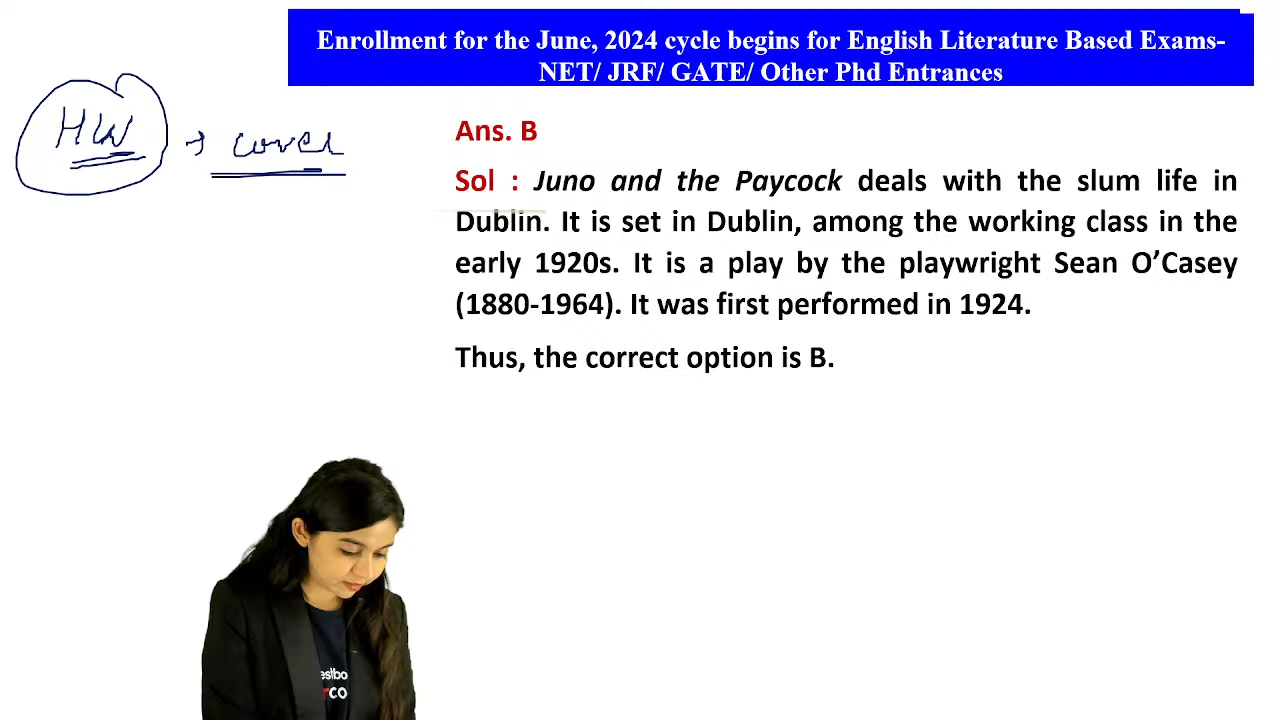 Enrollment for the June, 2024 cycle begins for English Literature Based Exams-
NET/ JRF/ GATE/ Other Phd Entrances
HW → cover
Ans. B
Sol : Juno and the Paycock deals with the slum life in
Dublin. It is set in Dublin, among the working class in the
early 1920s. It is a play by the playwright Sean O’Casey
(1880-1964). It was first performed in 1924.
Thus, the correct option is B.
estbo
rco